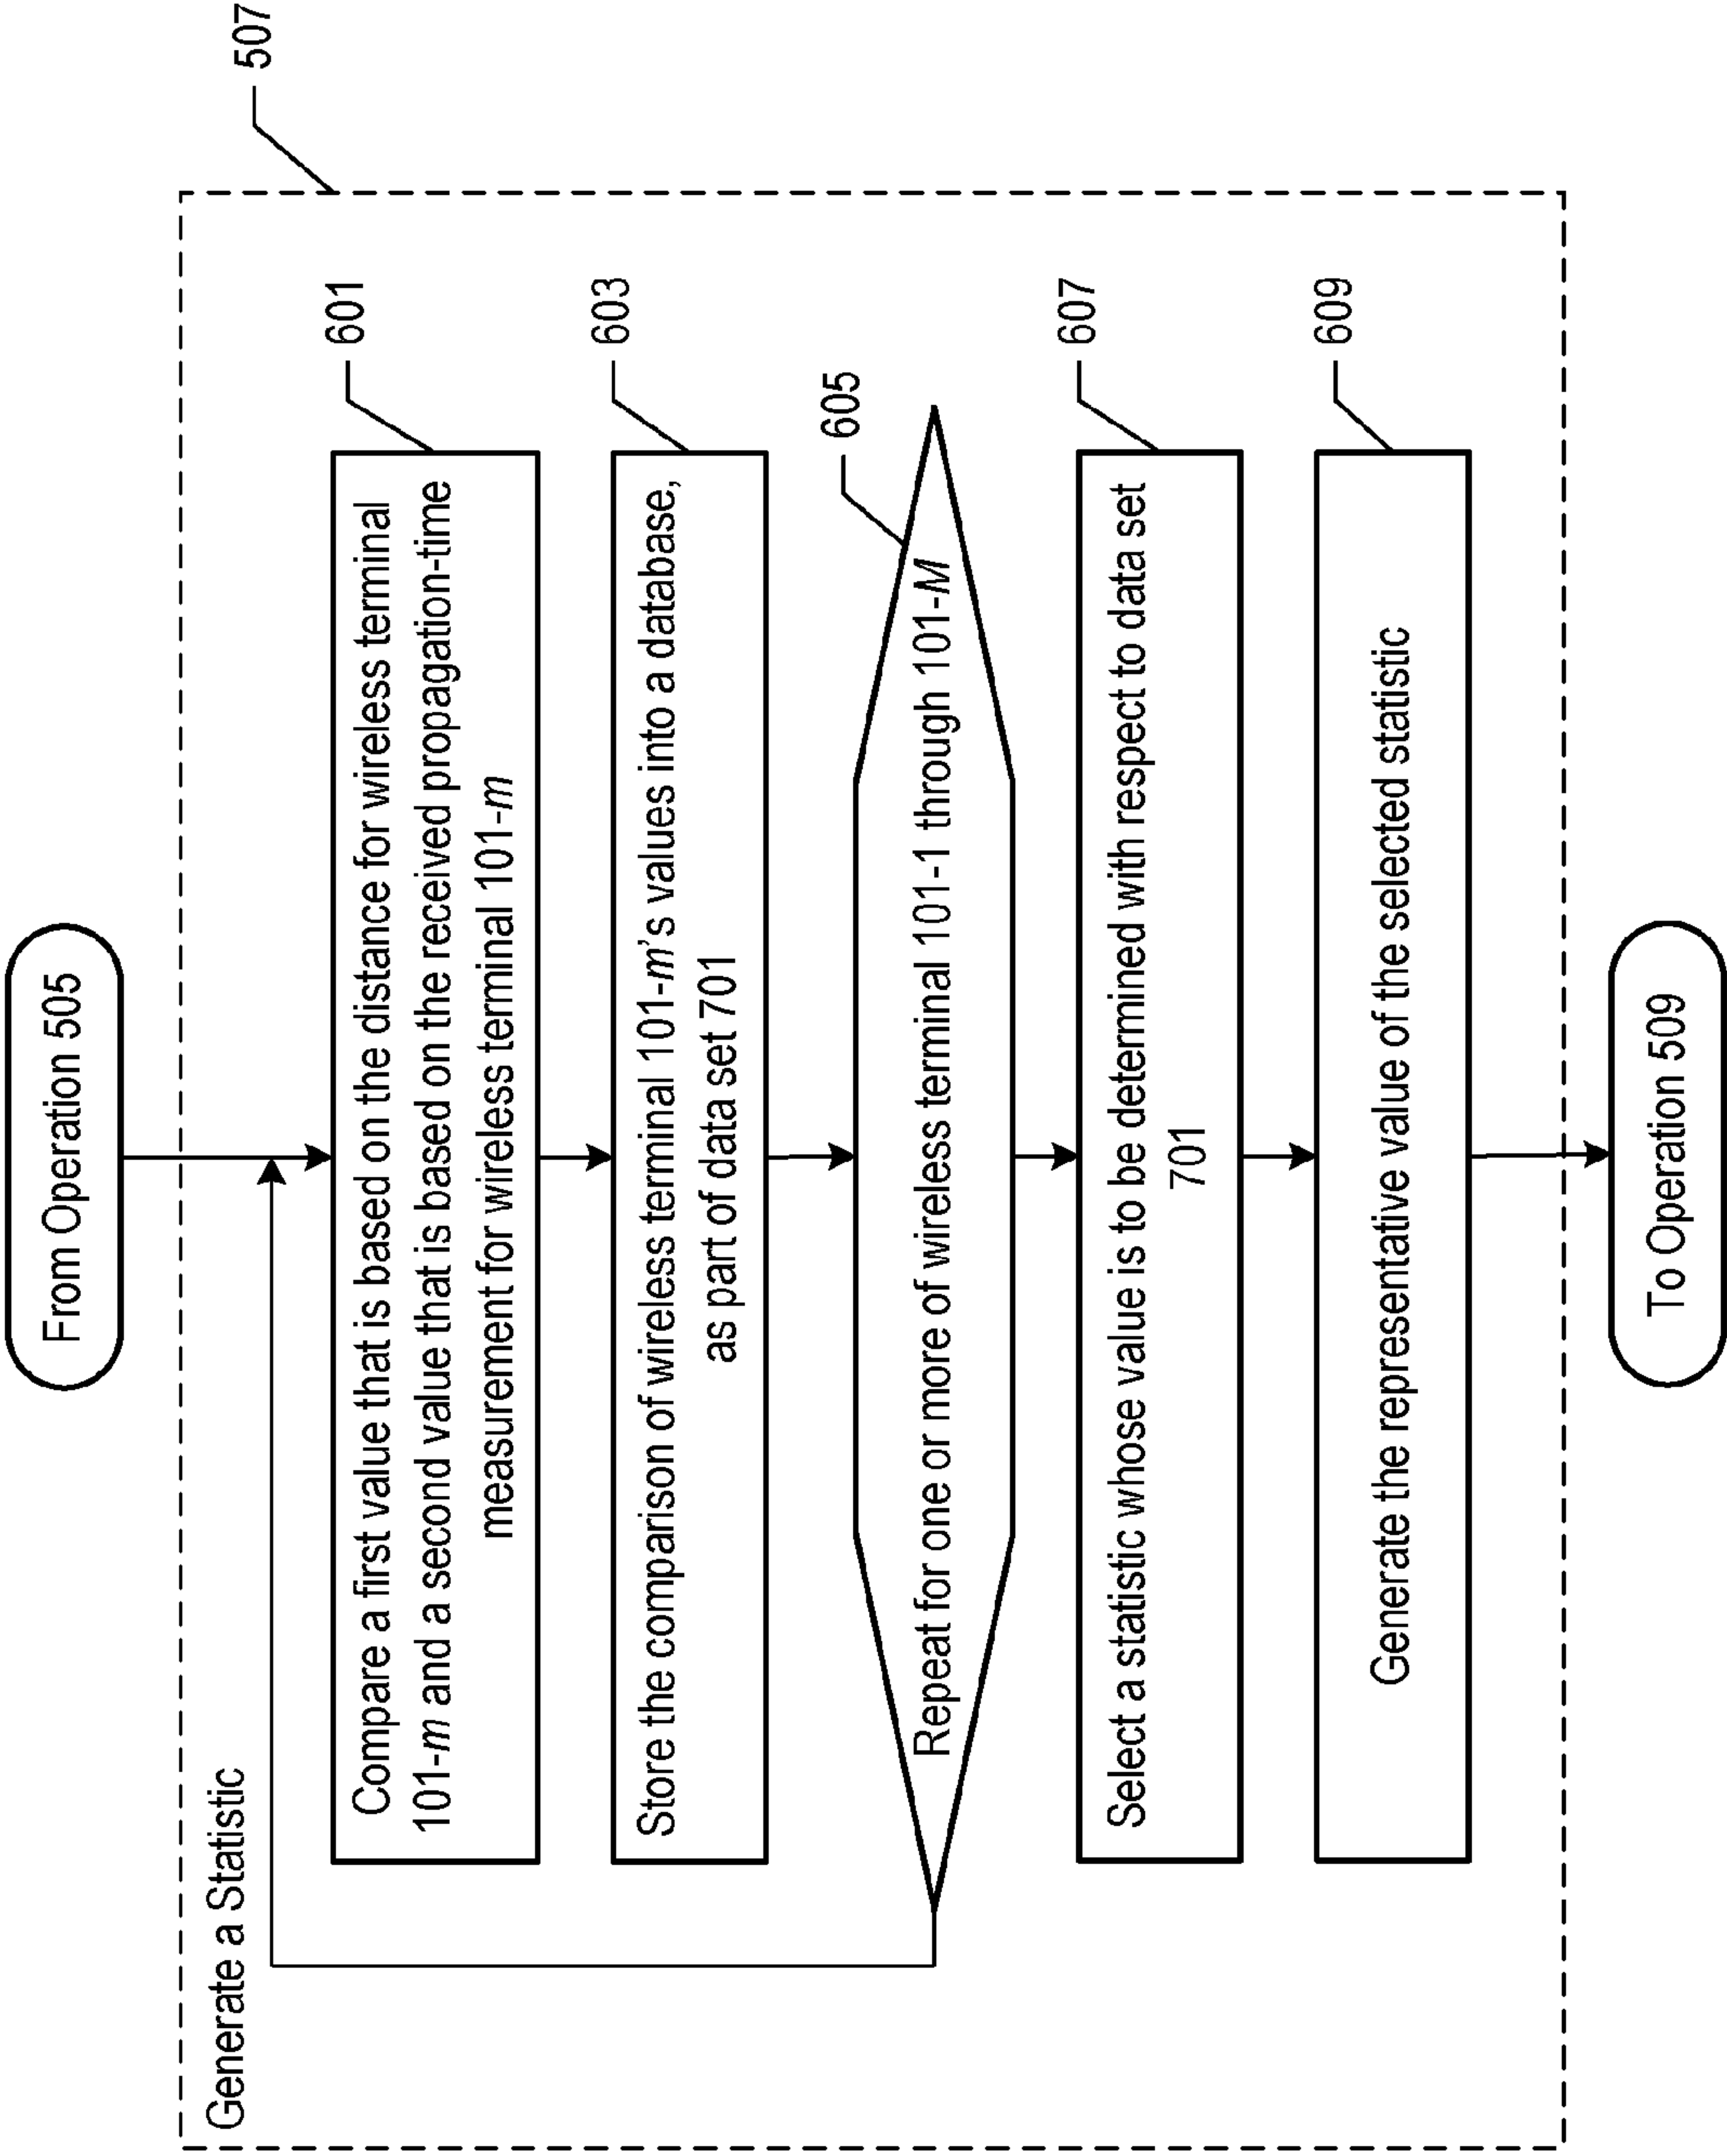 From Operation 505
507
Generate a Statistic
601
Compare a first value that is based on the distance for wireless terminal
101-m and a second value that is based on the received propagation-time
measurement for wireless terminal 101-m
603
Store the comparison of wireless terminal 101-m's values into a database,
as part of data set 701
605
Repeat for one or more of wireless terminal 101-1 through 101-M
607
Select a statistic whose value is to be determined with respect to data set
701
609
Generate the representative value of the selected statistic
To Operation 509